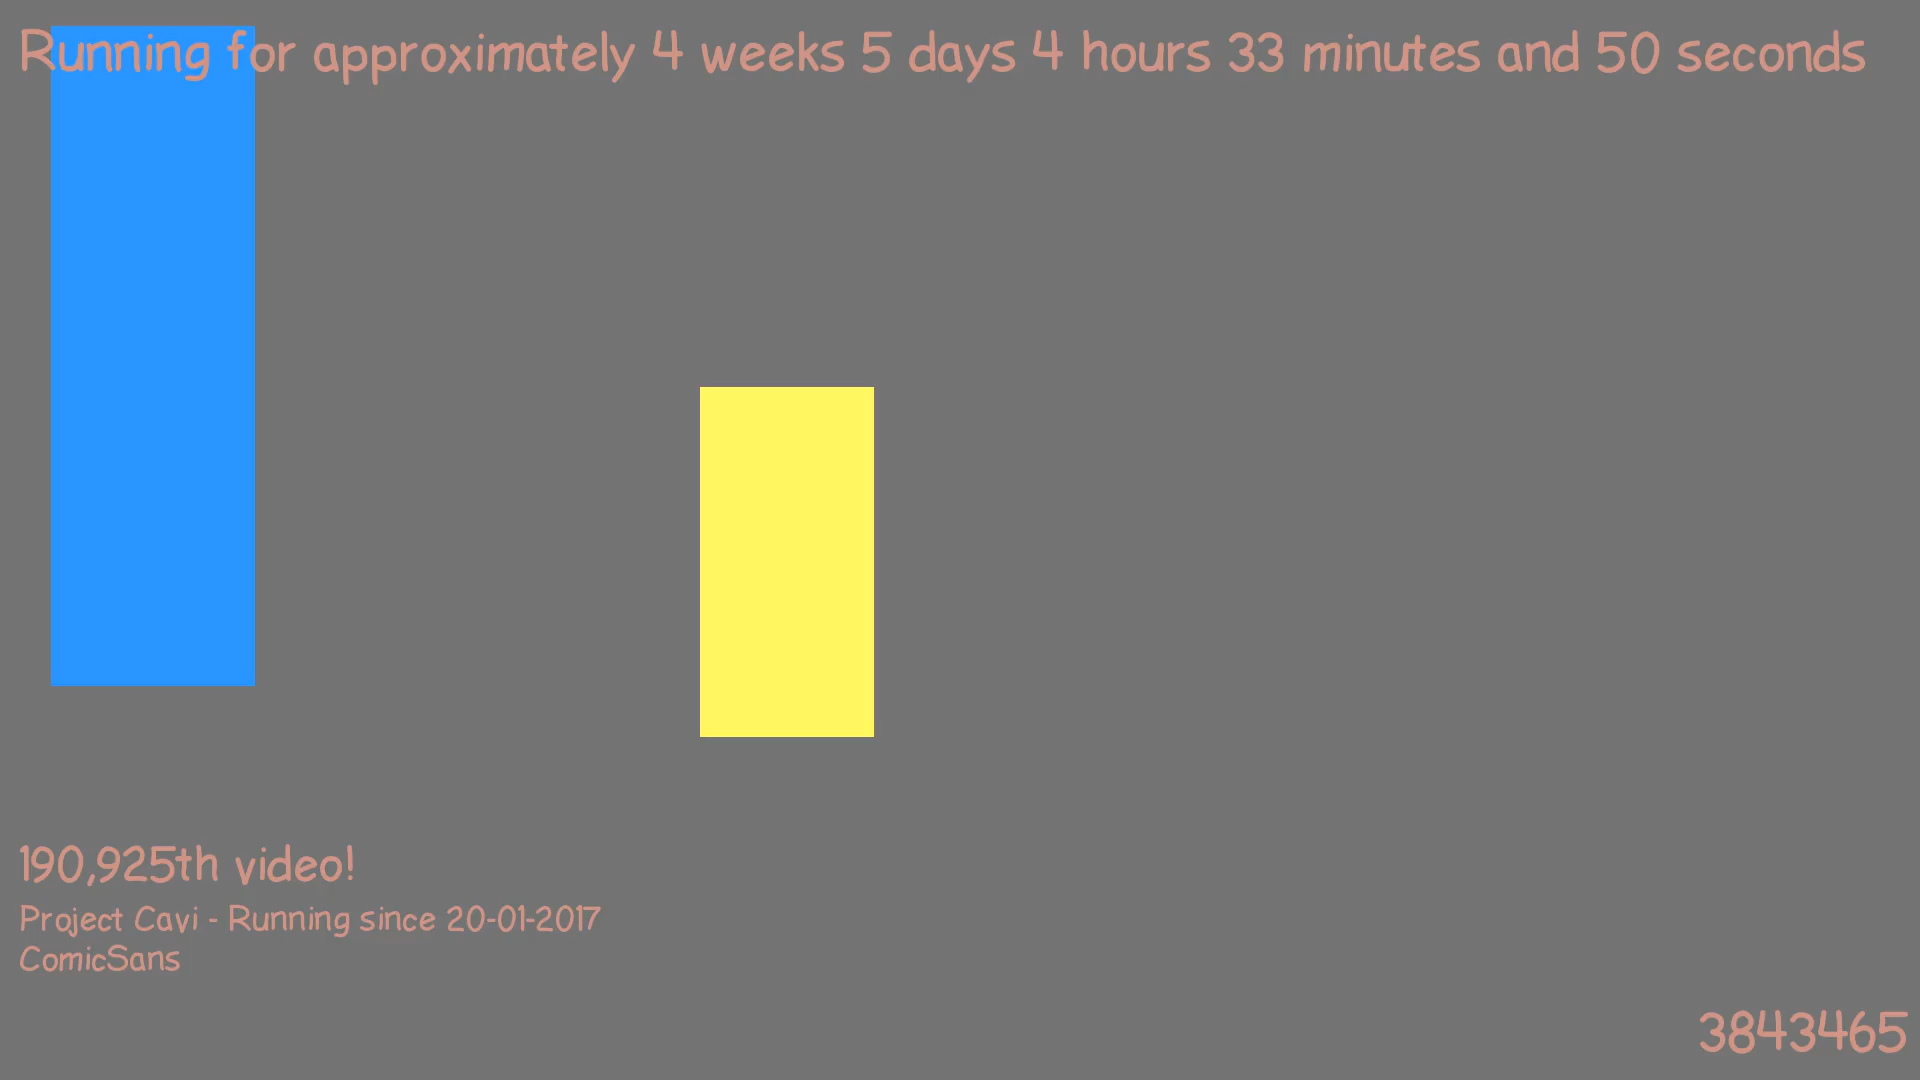 Running for approximately 4 weeks 5 days 4 hours 33 minutes and 50 seconds
190,925th video!
Project Cavi - Running since 20-01-2017
ComicSans
3843465